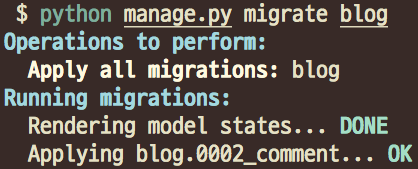 $ python manage.py migrate blog
Operations to perform:
Apply all migrations: blog
Running migrations:
Rendering model states... DONE
Applying blog.0002_comment... OK